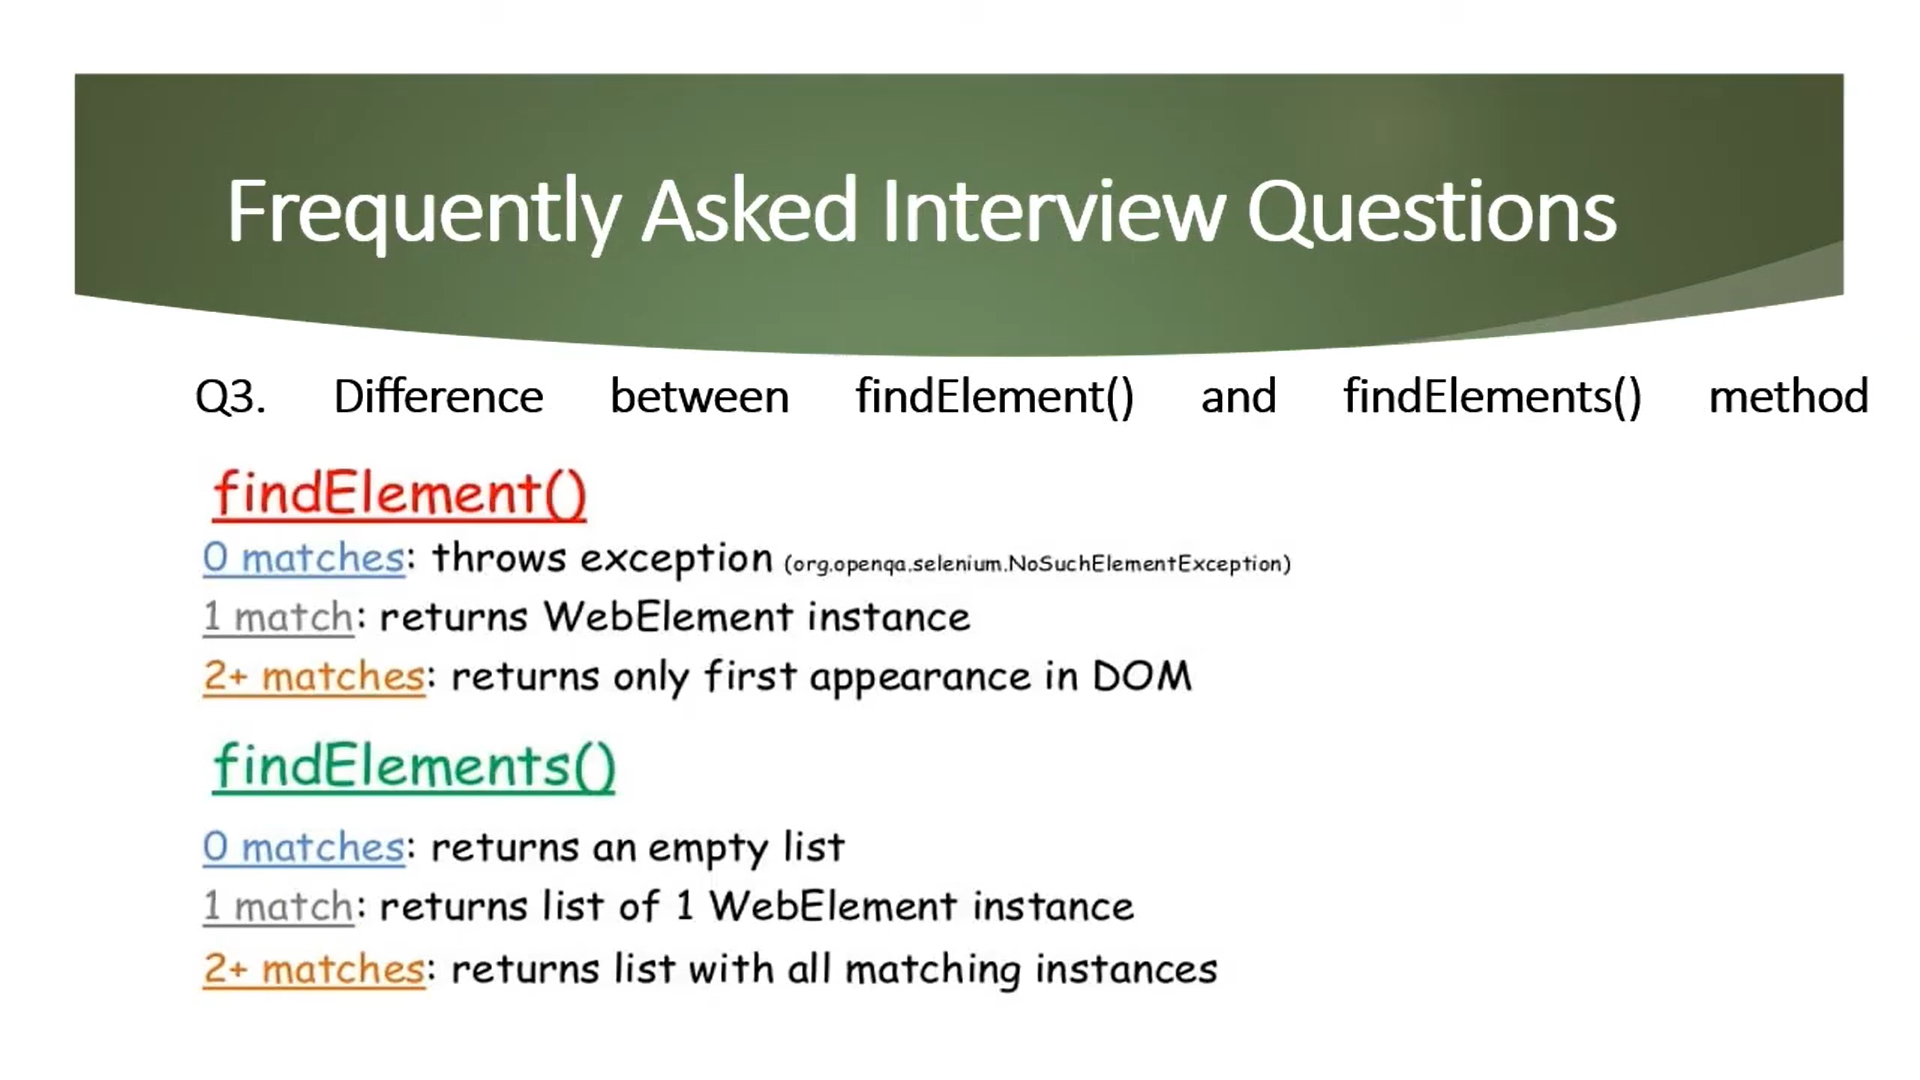 Frequently Asked Interview Questions
Q3. Difference between findElement() and findElements() method
findElement()
0 matches: throws exception (org.openqa.selenium.NoSuchElementException)
1 match: returns WebElement instance
2+ matches: returns only first appearance in DOM
findElements()
0 matches: returns an empty list
1 match: returns list of 1 WebElement instance
2+ matches: returns list with all matching instances